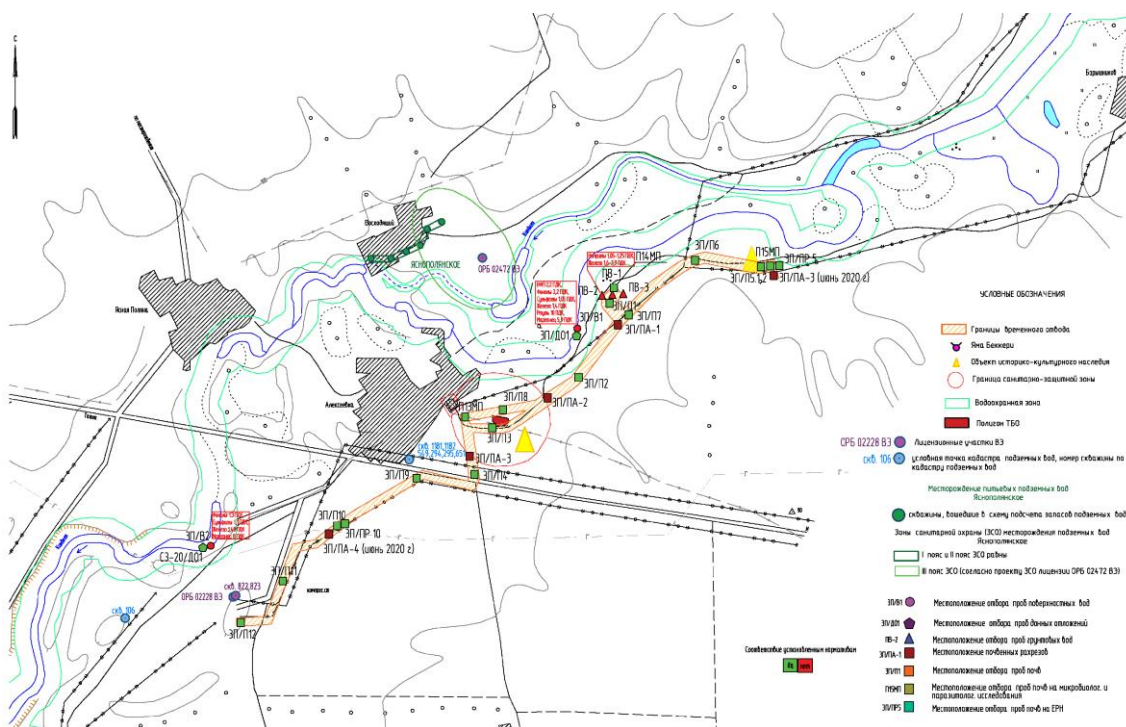 С
Барышников
Восходящий
ЯСНОПОЛЯНСКОЕ
ОРБ 02472 ВЗ
П14МП
ЗП/П6
П15МП
ЗП/ПР 5
ЗП/П5.1,2
ЗП/ПА-3 (июнь 2020 г)
ПВ-1
ПВ-2
ПВ-3
ЗП/В1
ЗП/Д01
ЗП/П7
ЗП/ПА-1
Ясная Поляна
УСЛОВНЫЕ ОБОЗНАЧЕНИЯ
Границы временного отвода
Яма Беккери
Объект историко-культурного наследия
Граница санитарно-защитной зоны
Водоохранная зона
Полигон ТБО
ОРБ 02228 ВЗ
Лицензионные участки ВЗ
скв. 106
условная точка кадастра подземных вод, номер скважины по
кадастру подземных вод
Месторождение питьевых подземных вод
Яснополянское
скважины, вошедшие в схему подсчета запасов подземных вод
Зоны санитарной охраны (ЗСО) месторождения подземных вод
Яснополянское
I пояс и II пояс ЗСО равны
III пояс ЗСО (согласно проекту ЗСО лицензии ОРБ 02472 ВЗ)
Алексеевка
ЗП/П2
ЗП/ПА-2
П13МП
ЗП/П8
ЗП/П3
ЗП/ПА-3
скв. 1181,1182
ЗП/П4
ЗП/П9
ЗП/П10
ЗП/ПР 10
ЗП/ПА-4 (июнь 2020 г)
ЗП/В2
СЗ-20/Д01
скв. 822,823
ОРБ 02228 ВЗ
скв. 106
ЗП/П11
ЗП/П12
Соответствие установленным нормативам
ЗП/В1
Местоположение отбора проб поверхностных вод
ЗП/Д01
Местоположение отбора проб данных отложений
ПВ-2
Местоположение отбора проб грунтовых вод
ЗП/ПА-1
Местоположение почвенных разрезов
ЗП/П1
Местоположение отбора проб почв
П15МП
Местоположение отбора проб почв на микробиолог. и
паразитолог. исследования
ЗП/ПР5
Местоположение отбора проб почв на ЕРН